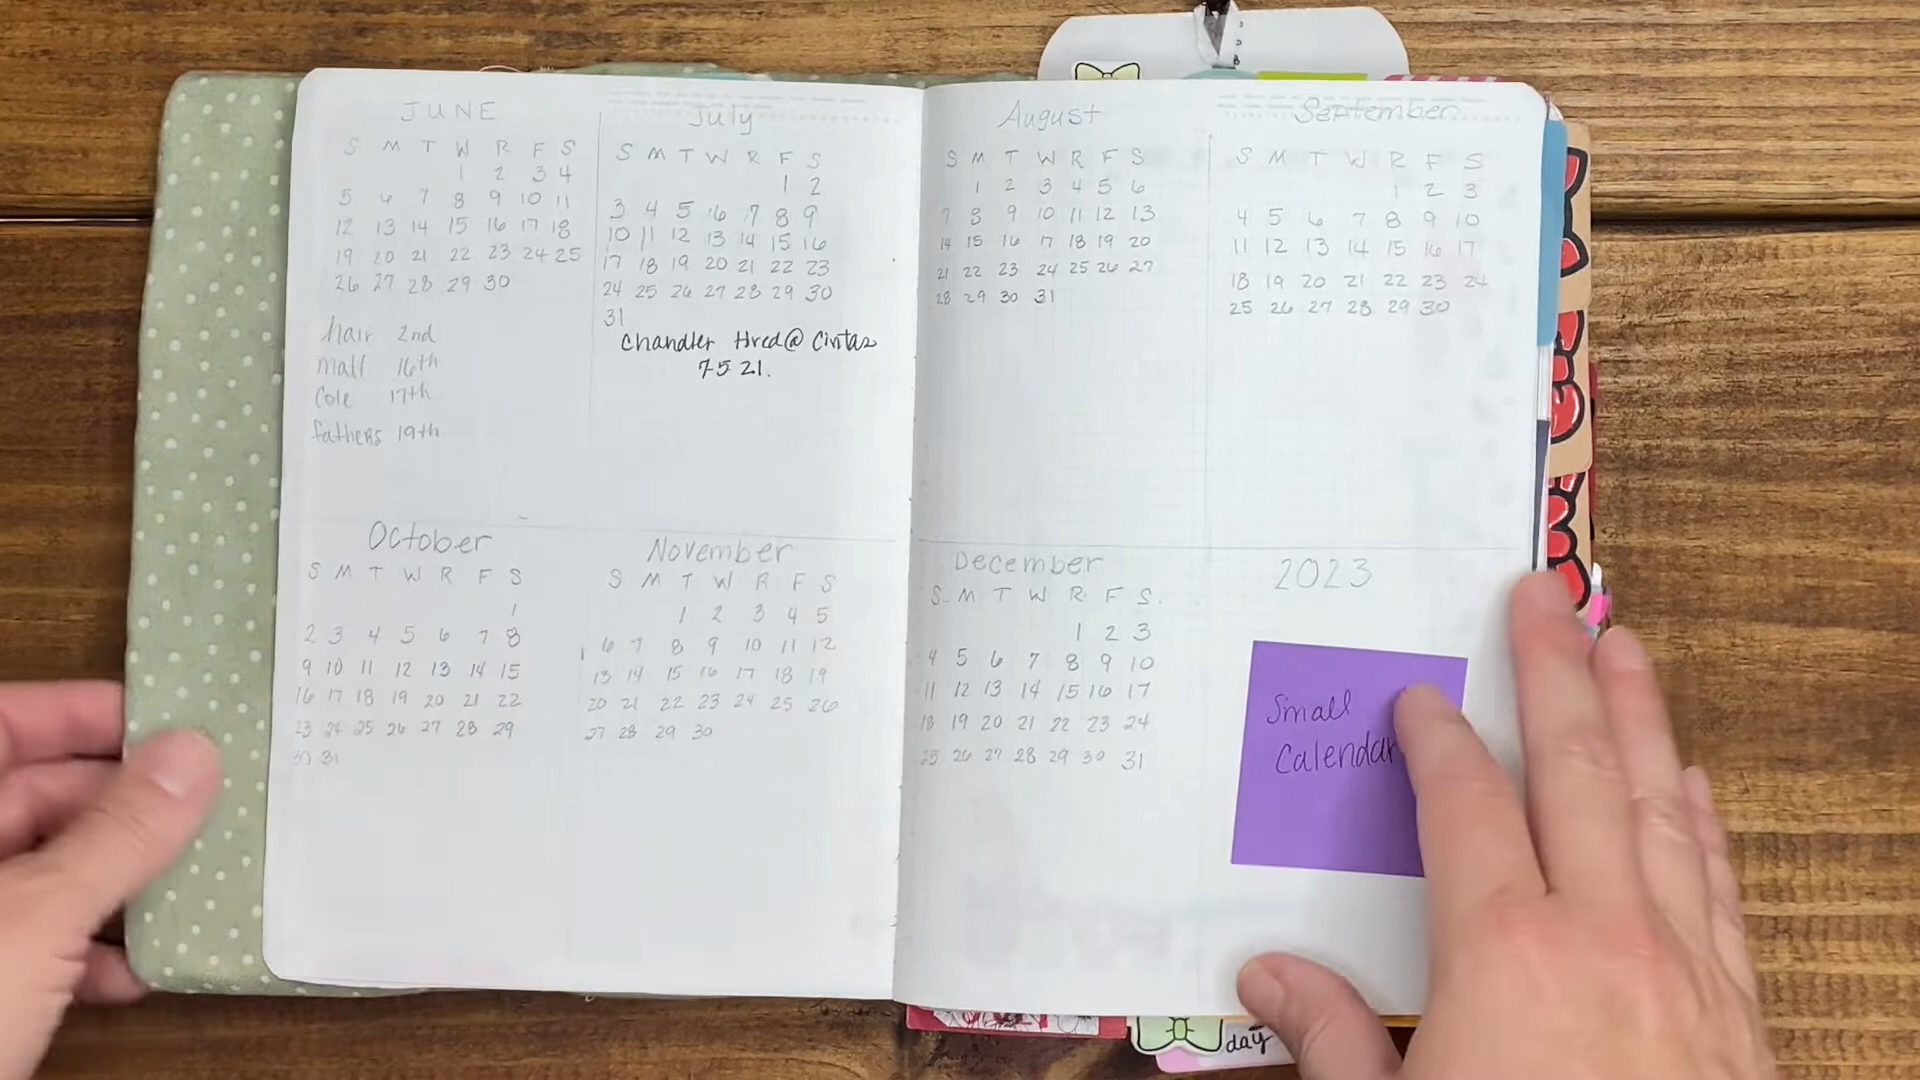 JUNE
S M T W R F S
1 2 3 4
5 6 7 8 9 10 11
12 13 14 15 16 17 18
19 20 21 22 23 24 25
26 27 28 29 30
hair 2nd
Matt 16th
Cole 17th
fathers 19th
July
S M T W R F S
1 2
3 4 5 6 7 8 9
10 11 12 13 14 15 16
17 18 19 20 21 22 23
24 25 26 27 28 29 30
31
Chandler Hired@ Cintas
7 5 21.
August
S M T W R F S
1 2 3 4 5 6
7 8 9 10 11 12 13
14 15 16 17 18 19 20
21 22 23 24 25 26 27
28 29 30 31
September
S M T W R F S
1 2 3
4 5 6 7 8 9 10
11 12 13 14 15 16 17
18 19 20 21 22 23 24
25 26 27 28 29 30
October
S M T W R F S
1
2 3 4 5 6 7 8
9 10 11 12 13 14 15
16 17 18 19 20 21 22
23 24 25 26 27 28 29
30 31
November
S M T W R F S
1 2 3 4 5
6 7 8 9 10 11 12
13 14 15 16 17 18 19
20 21 22 23 24 25 26
27 28 29 30
December
S M T W R F S.
1 2 3
4 5 6 7 8 9 10
11 12 13 14 15 16 17
18 19 20 21 22 23 24
25 26 27 28 29 30 31
2023
Small
Calendar
day